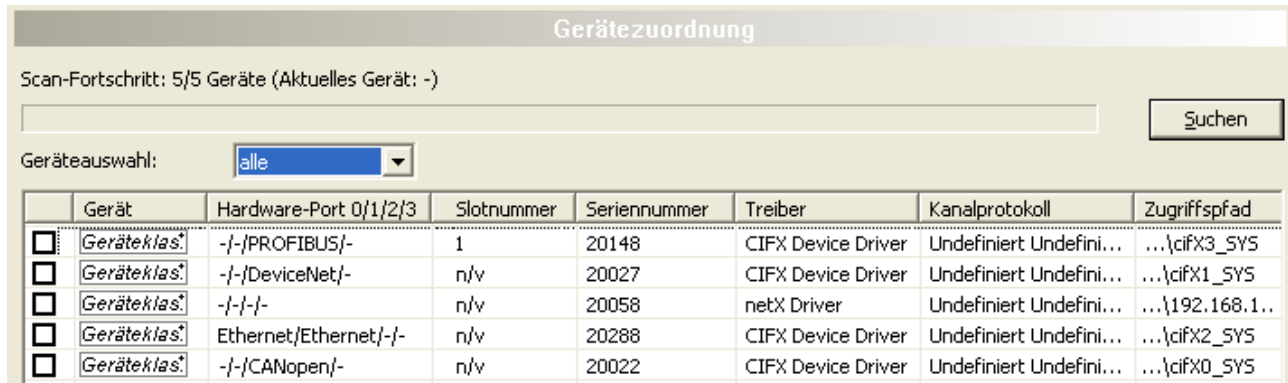 Gerätezuordnung
Scan-Fortschritt: 5/5 Geräte (Aktuelles Gerät: -)
Suchen
Geräteauswahl: alle
Gerät Hardware-Port 0/1/2/3 Slotnummer Seriennummer Treiber Kanalprotokoll Zugriffspfad
Geräteklas. -/-/PROFIBUS/- 1 20148 CIFX Device Driver Undefiniert Undefini... ...\cifX3_SYS
Geräteklas. -/-/DeviceNet/- n/v 20027 CIFX Device Driver Undefiniert Undefini... ...\cifX1_SYS
Geräteklas. -/-/-/- n/v 20058 netX Driver Undefiniert Undefini... ...\192.168.1..
Geräteklas. Ethernet/Ethernet/-/- n/v 20288 CIFX Device Driver Undefiniert Undefini... ...\cifX2_SYS
Geräteklas. -/-/CANopen/- n/v 20022 CIFX Device Driver Undefiniert Undefini... ...\cifX0_SYS